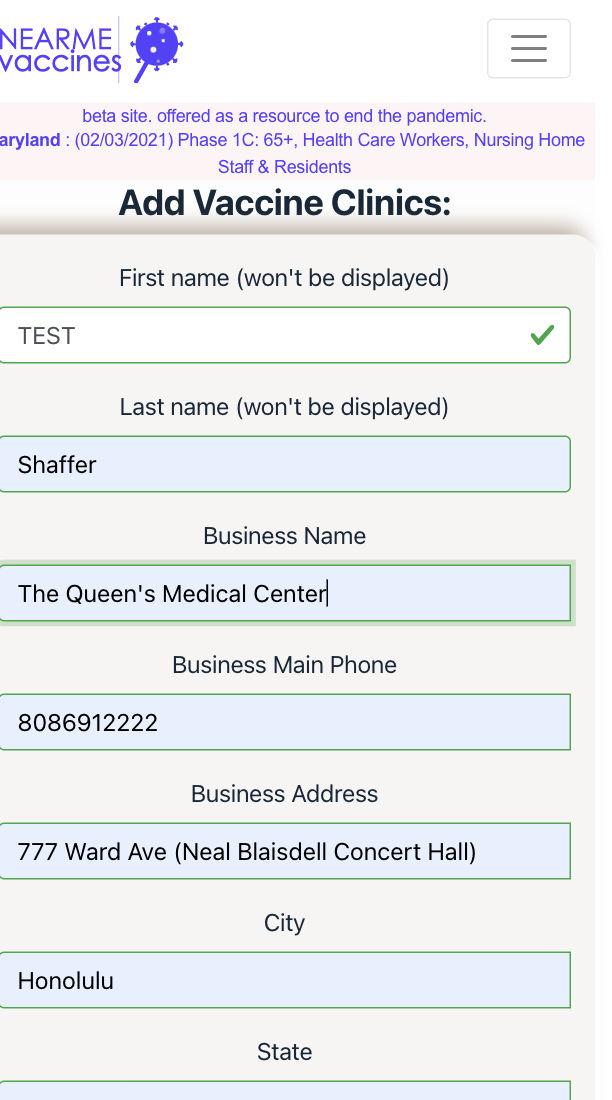 NEARME
vaccines
beta site. offered as a resource to end the pandemic.
aryland : (02/03/2021) Phase 1C: 65+, Health Care Workers, Nursing Home
Staff & Residents
Add Vaccine Clinics:
First name (won't be displayed)
TEST
Last name (won't be displayed)
Shaffer
Business Name
The Queen's Medical Center
Business Main Phone
8086912222
Business Address
777 Ward Ave (Neal Blaisdell Concert Hall)
City
Honolulu
State